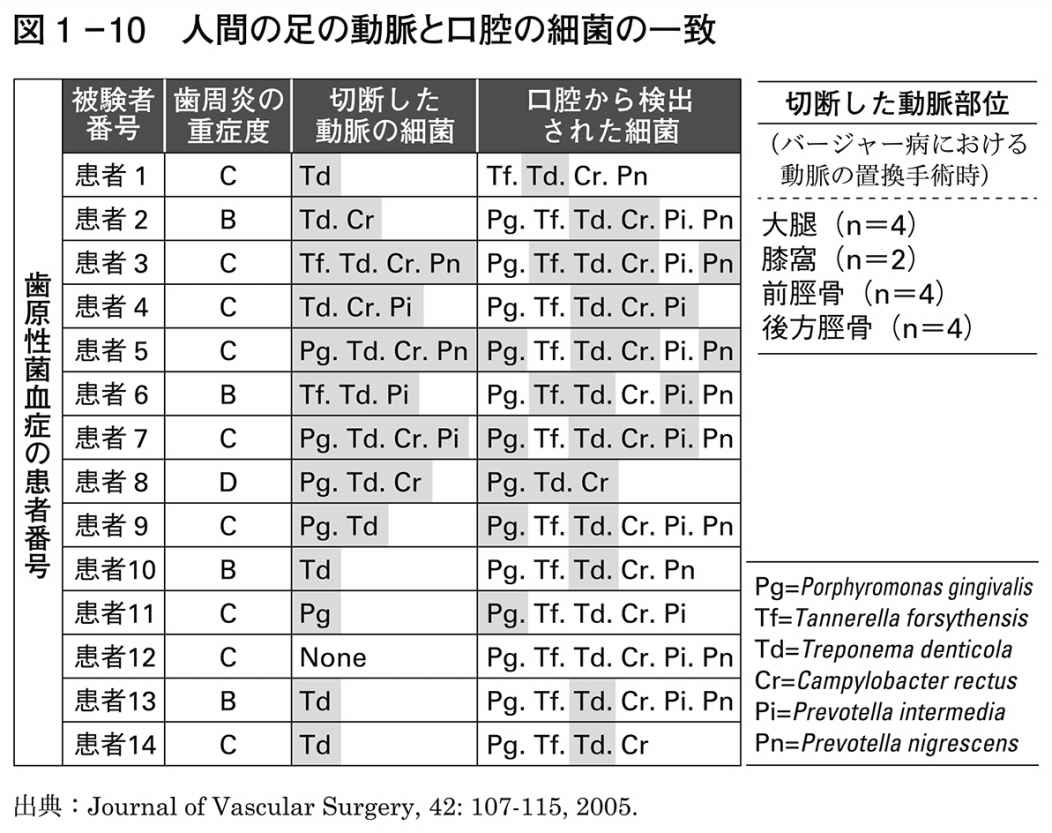 図1－10　人間の足の動脈と口腔の細菌の一致
歯原性菌血症の患者番号
被験者番号 歯周炎の重症度 切断した動脈の細菌 口腔から検出された細菌
患者1 C Td Tf. Td. Cr. Pn
患者2 B Td. Cr Pg. Tf. Td. Cr. Pi. Pn
患者3 C Tf. Td. Cr. Pn Pg. Tf. Td. Cr. Pi. Pn
患者4 C Td. Cr. Pi Pg. Tf. Td. Cr. Pi
患者5 C Pg. Td. Cr. Pn Pg. Tf. Td. Cr. Pi. Pn
患者6 B Tf. Td. Pi Pg. Tf. Td. Cr. Pi. Pn
患者7 C Pg. Td. Cr. Pi Pg. Tf. Td. Cr. Pi. Pn
患者8 D Pg. Td. Cr Pg. Td. Cr
患者9 C Pg. Td Pg. Tf. Td. Cr. Pi. Pn
患者10 B Td Pg. Tf. Td. Cr. Pn
患者11 C Pg Pg. Tf. Td. Cr. Pi
患者12 C None Pg. Tf. Td. Cr. Pi. Pn
患者13 B Td Pg. Tf. Td. Cr. Pi. Pn
患者14 C Td Pg. Tf. Td. Cr
切断した動脈部位
（バージャー病における
動脈の置換手術時）
大腿（n＝4）
膝窩（n＝2）
前脛骨（n＝4）
後方脛骨（n＝4）
Pg=Porphyromonas gingivalis
Tf=Tannerella forsythensis
Td=Treponema denticola
Cr=Campylobacter rectus
Pi=Prevotella intermedia
Pn=Prevotella nigrescens
出典：Journal of Vascular Surgery, 42: 107-115, 2005.